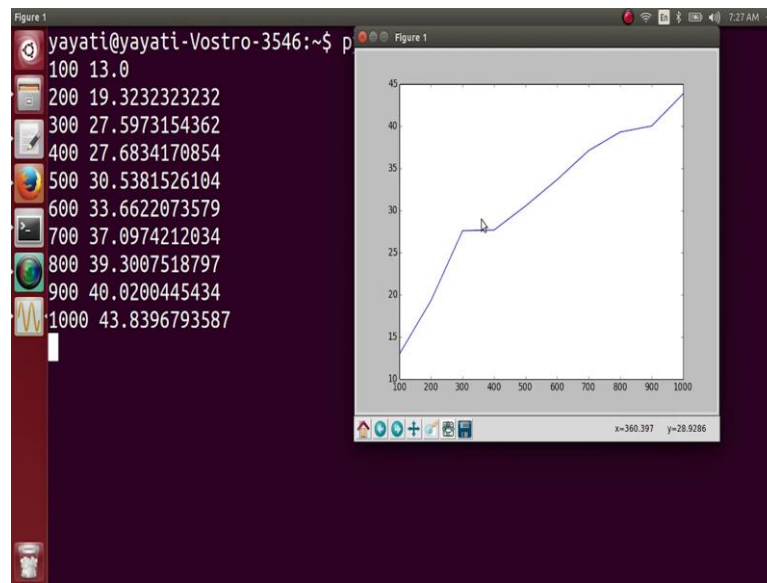 Figure 1
En
7:27 AM
yayati@yayati-Vostro-3546:~$ p
100 13.0
200 19.3232323232
300 27.5973154362
400 27.6834170854
500 30.5381526104
600 33.6622073579
700 37.0974212034
800 39.3007518797
900 40.0200445434
1000 43.8396793587
Figure 1
45
40
35
30
25
20
15
10
100 200 300 400 500 600 700 800 900 1000
x=360.397 y=28.9286